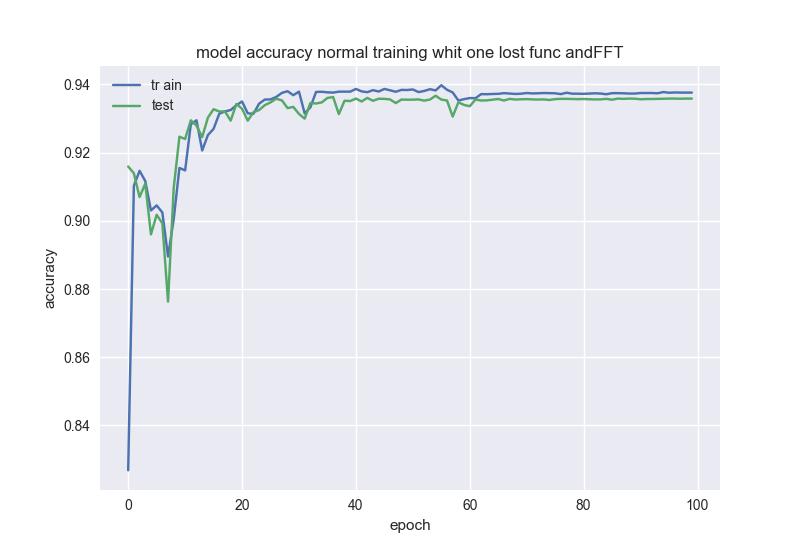 model accuracy normal training whit one lost func andFFT
tr ain
test
0.94
0.92
0.90
0.88
0.86
0.84
accuracy
0
20
40
60
80
100
epoch